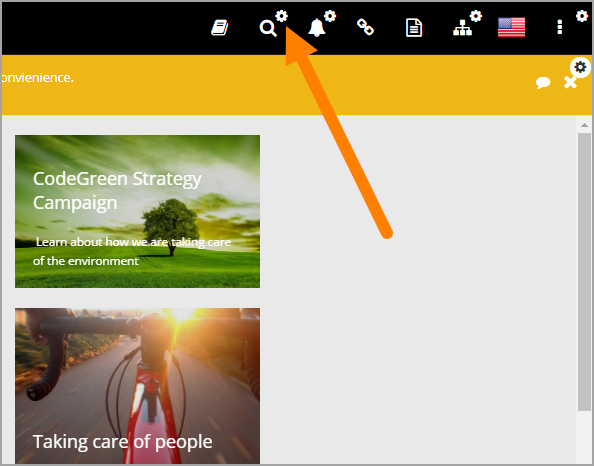 onvienience.
CodeGreen Strategy
Campaign
Learn about how we are taking care
of the environment
Taking care of people